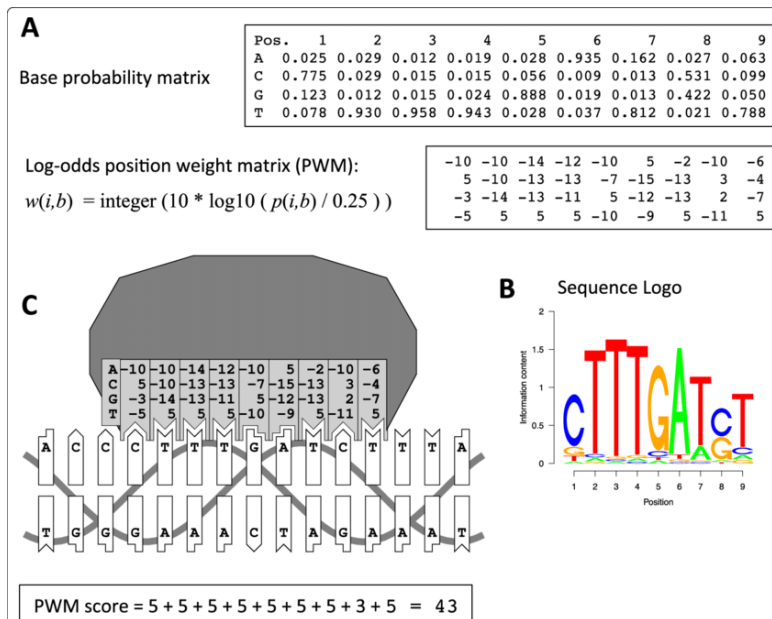 A
Pos. 1 2 3 4 5 6 7 8 9
A 0.025 0.029 0.012 0.019 0.028 0.935 0.162 0.027 0.063
Base probability matrix
C 0.775 0.029 0.015 0.015 0.056 0.009 0.013 0.531 0.099
G 0.123 0.012 0.015 0.024 0.888 0.019 0.013 0.422 0.050
T 0.078 0.930 0.958 0.943 0.028 0.037 0.812 0.021 0.788
Log-odds position weight matrix (PWM):
w(i,b) = integer (10 * log10 ( p(i,b) / 0.25 ) )
-10 -10 -14 -12 -10 5 -2 -10 -6
5 -10 -13 -13 -7 -15 -13 3 -4
-3 -14 -13 -11 5 -12 -13 2 -7
-5 5 5 5 -10 -9 5 -11 5
C
A -10 -10 -14 -12 -10 5 -2 -10 -6
C 5 -10 -13 -13 -7 -15 -13 3 -4
G -3 -14 -13 -11 5 -12 -13 2 -7
T -5 5 5 5 -10 -9 5 -11 5
A C C C T T T G A T C T T T A
T G G G A A A C T A G A A A T
B
Sequence Logo
Information content
2
1.5
1
0.5
0
C T T T G A T C T
G G
1 2 3 4 5 6 7 8 9
Position
PWM score = 5 + 5 + 5 + 5 + 5 + 5 + 5 + 3 + 5 = 43